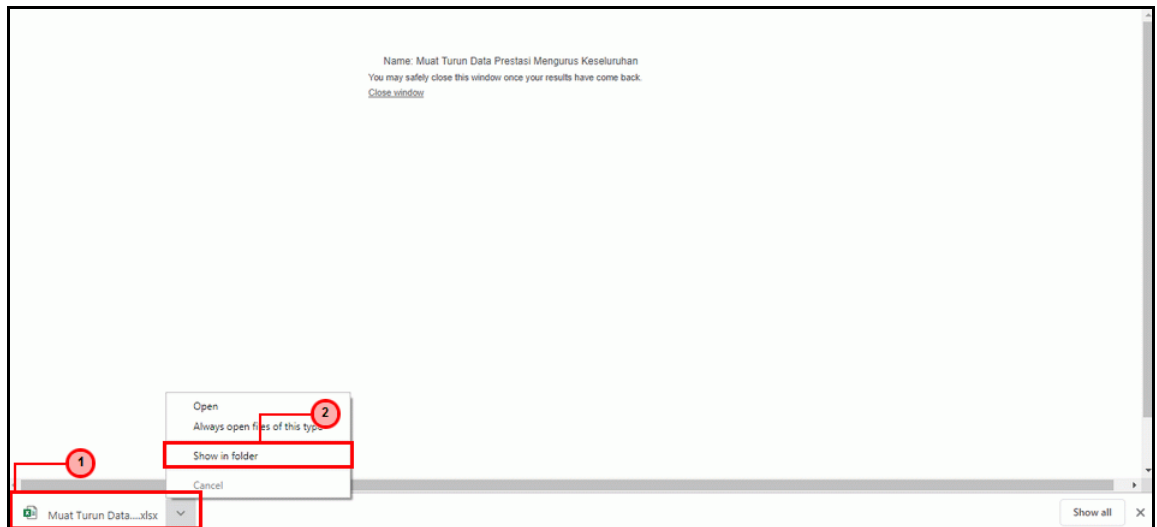 Name: Muat Turun Data Prestasi Mengurus Keseluruhan
You may safely close this window once your results have come back.
Close window
Open
2
Always open files of this type
Show in folder
1
Cancel
Muat Turun Data....xlsx
Show all